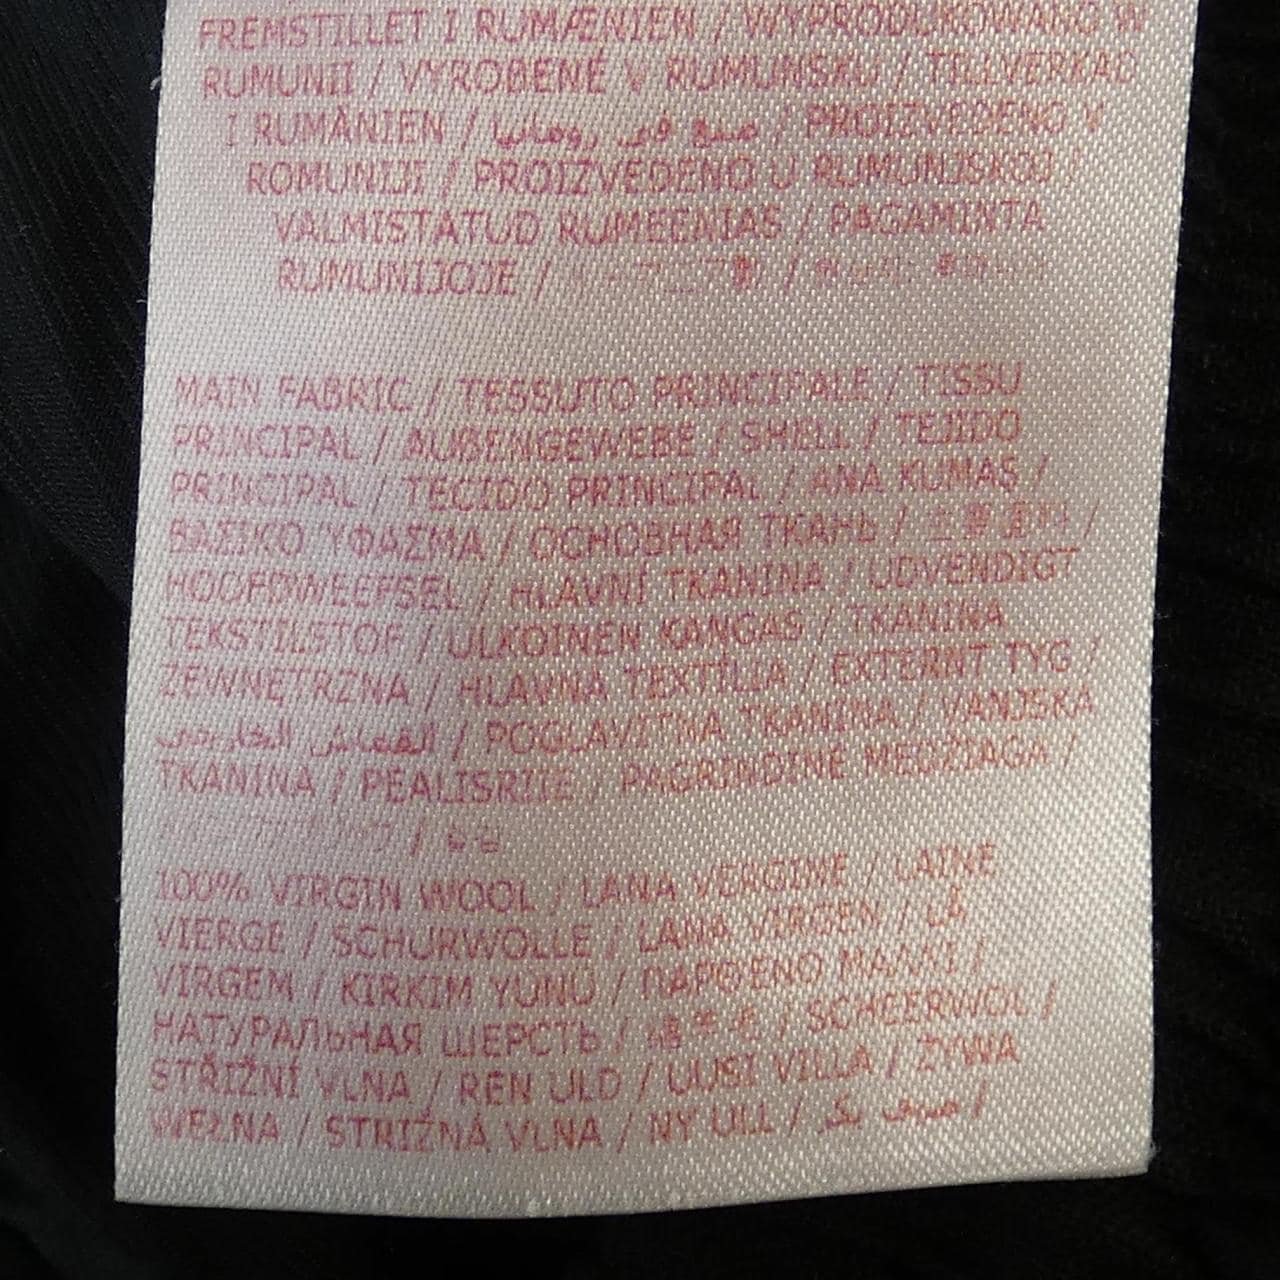 FREMSTILLET I RUMÆNIEN / WYPRODUKOWANO W
RUMUNII / VYROBENÉ V RUMUNSKU / TILLVERKAD
I RUMÄNIEN / صنع في رومانيا / PROIZVEDENO V
ROMUNIJI / PROIZVEDENO U RUMUNJSKOJ /
VALMISTATUD RUMEENIAS / PAGAMINTA
RUMUNIJOJE / /
MAIN FABRIC / TESSUTO PRINCIPALE / TISSU
PRINCIPAL / AUßENGEWEBE / SHELL / TEJIDO
PRINCIPAL / TECIDO PRINCIPAL / ANA KUMAŞ /
ΒΑΣΙΚΟ ΥΦΑΣΜΑ / ОСНОВНАЯ ТКАНЬ / 主要面料 /
HOOFDWEEFSEL / HLAVNÍ TKANINA / UDVENDIGT
TEKSTILSTOF / ULKOINEN KANGAS / TKANINA
ZEWNĘTRZNA / HLAVNÁ TEXTÍLIA / EXTERNT TYG /
القماش الخارجي / POGLAVITNA TKANINA / VANJSKA
TKANINA / PEALISRIIE / PAGRINDINĖ MEDŽIAGA /
/
100% VIRGIN WOOL / LANA VERGINE / LAINE
VIERGE / SCHURWOLLE / LANA VIRGEN / LÃ
VIRGEM / KIRKIM YÜNÜ / ΠΑΡΘΕΝΟ ΜΑΛΛΙ /
НАТУРАЛЬНАЯ ШЕРСТЬ / / SCHEERWOL /
STŘIŽNÍ VLNA / REN ULD / UUSI VILLA / ŻYWA
WEŁNA / STRIŽNÁ VLNA / NY ULL / صوف بكر /